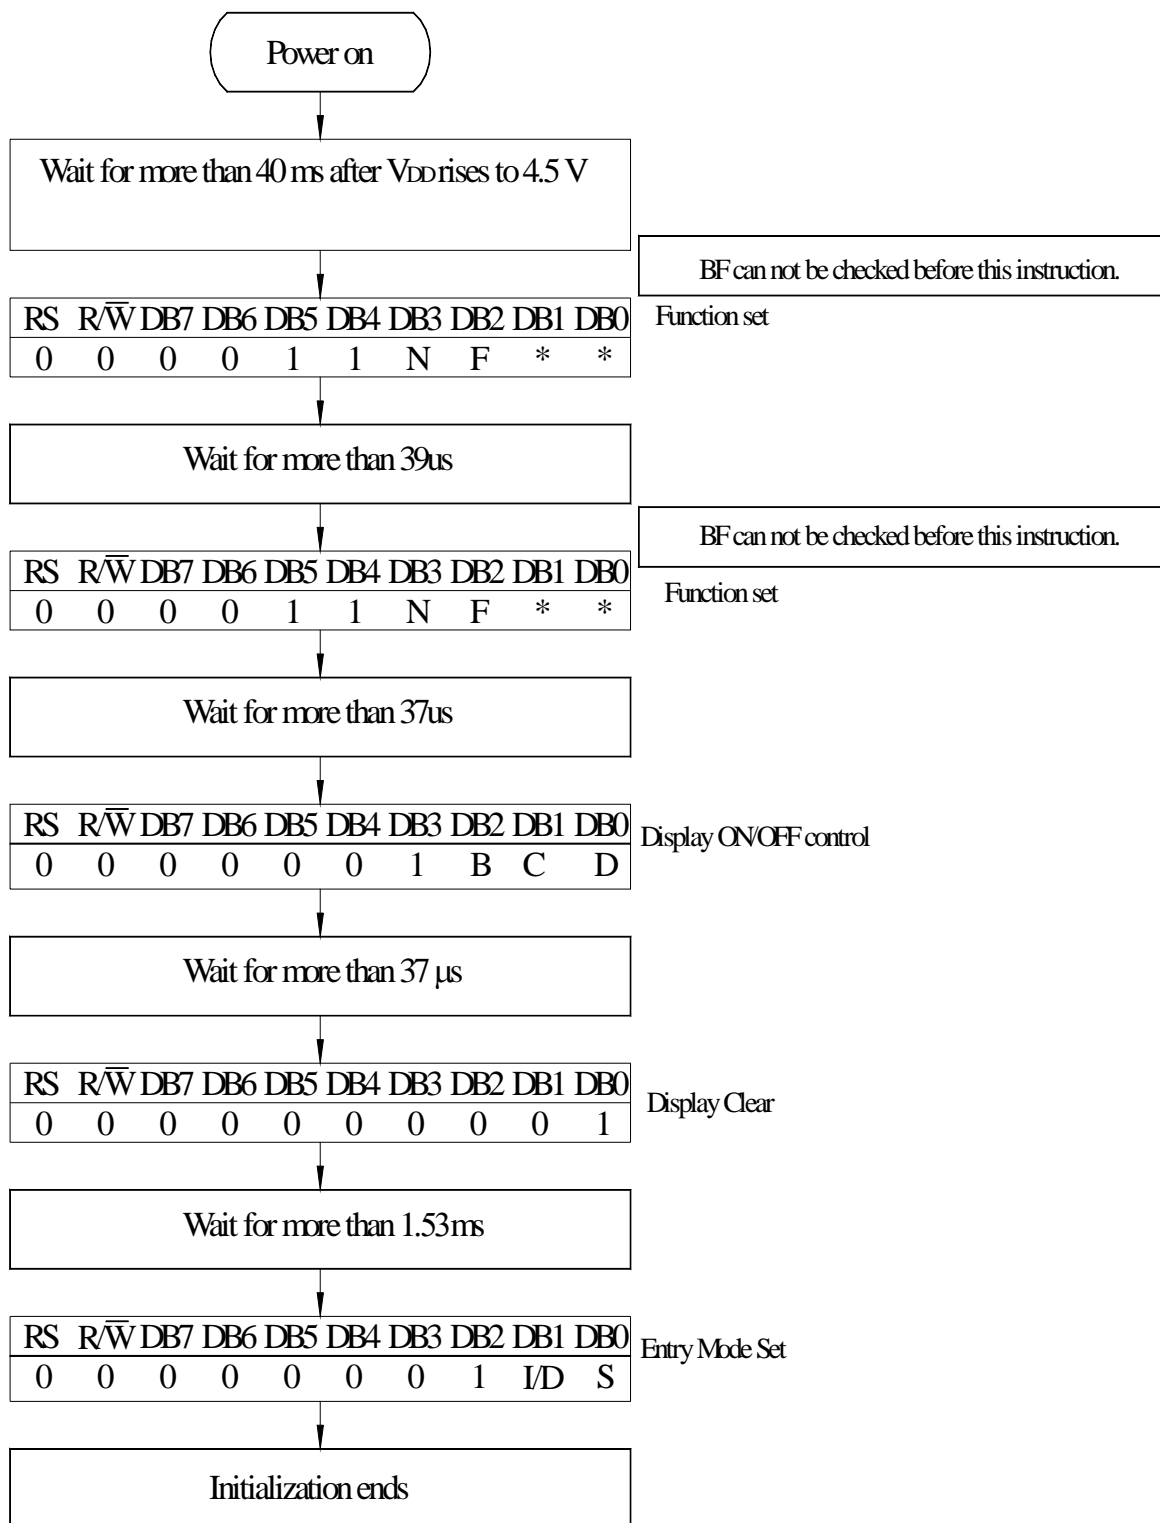 Power on
Wait for more than 40 ms after VDD rises to 4.5 V
BF can not be checked before this instruction.
RS R/W̅ DB7 DB6 DB5 DB4 DB3 DB2 DB1 DB0
Function set
0 0 0 0 1 1 N F * *
Wait for more than 39us
BF can not be checked before this instruction.
RS R/W̅ DB7 DB6 DB5 DB4 DB3 DB2 DB1 DB0
Function set
0 0 0 0 1 1 N F * *
Wait for more than 37us
RS R/W̅ DB7 DB6 DB5 DB4 DB3 DB2 DB1 DB0
Display ON/OFF control
0 0 0 0 0 0 1 B C D
Wait for more than 37 µs
RS R/W̅ DB7 DB6 DB5 DB4 DB3 DB2 DB1 DB0
Display Clear
0 0 0 0 0 0 0 0 0 1
Wait for more than 1.53ms
RS R/W̅ DB7 DB6 DB5 DB4 DB3 DB2 DB1 DB0
Entry Mode Set
0 0 0 0 0 0 0 1 I/D S
Initialization ends